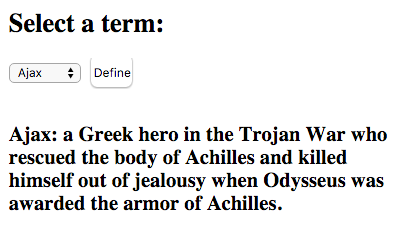 Select a term:
Ajax Define
Ajax: a Greek hero in the Trojan War who
rescued the body of Achilles and killed
himself out of jealousy when Odysseus was
awarded the armor of Achilles.